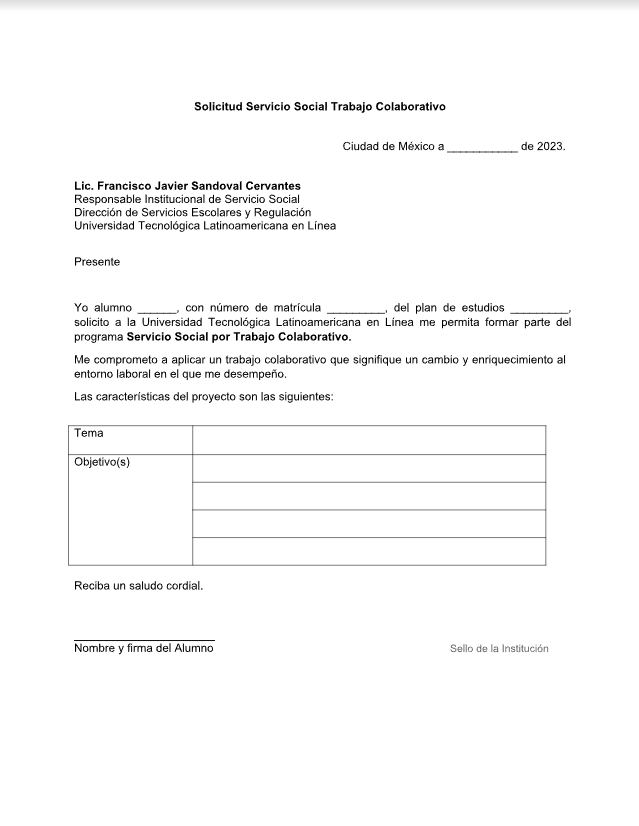 Solicitud Servicio Social Trabajo Colaborativo
Ciudad de México a ___________ de 2023.
Lic. Francisco Javier Sandoval Cervantes
Responsable Institucional de Servicio Social
Dirección de Servicios Escolares y Regulación
Universidad Tecnológica Latinoamericana en Línea
Presente
Yo alumno ______, con número de matrícula _________, del plan de estudios _________,
solicito a la Universidad Tecnológica Latinoamericana en Línea me permita formar parte del
programa Servicio Social por Trabajo Colaborativo.
Me comprometo a aplicar un trabajo colaborativo que signifique un cambio y enriquecimiento al
entorno laboral en el que me desempeño.
Las características del proyecto son las siguientes:
Tema
Objetivo(s)
Reciba un saludo cordial.
______________________
Nombre y firma del Alumno
Sello de la Institución